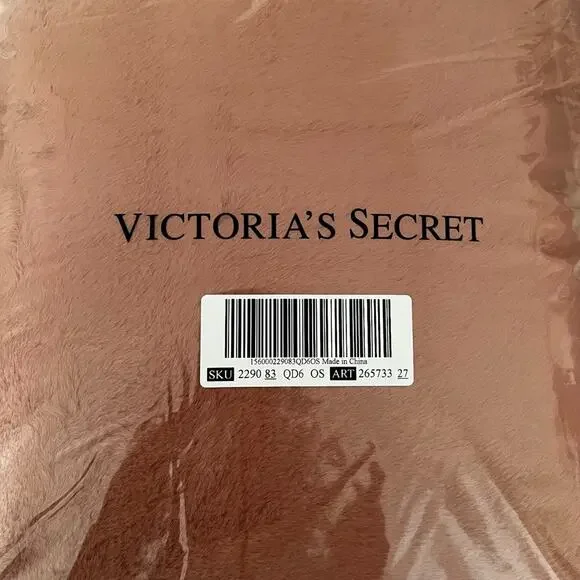 VICTORIA'S SECRET
156000229083QD6OS Made in China
SKU 2290 83 QD6 OS ART 265733 27